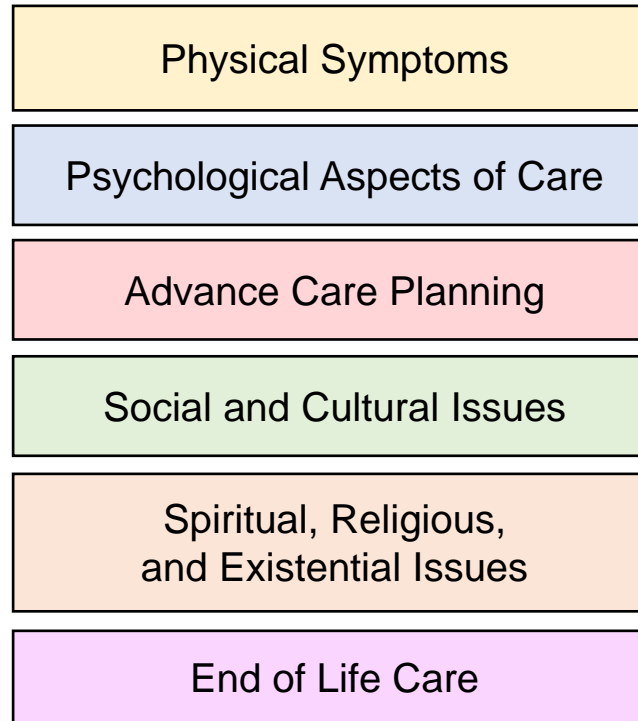 Physical Symptoms
Psychological Aspects of Care
Advance Care Planning
Social and Cultural Issues
Spiritual, Religious,
and Existential Issues
End of Life Care